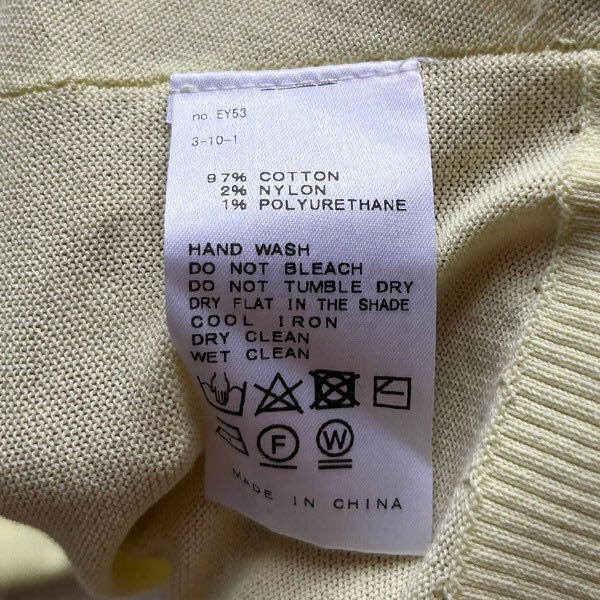 no. EY53
3-10-1
97% COTTON
2% NYLON
1% POLYURETHANE
HAND WASH
DO NOT BLEACH
DO NOT TUMBLE DRY
DRY FLAT IN THE SHADE
COOL IRON
DRY CLEAN
WET CLEAN
F W
MADE IN CHINA